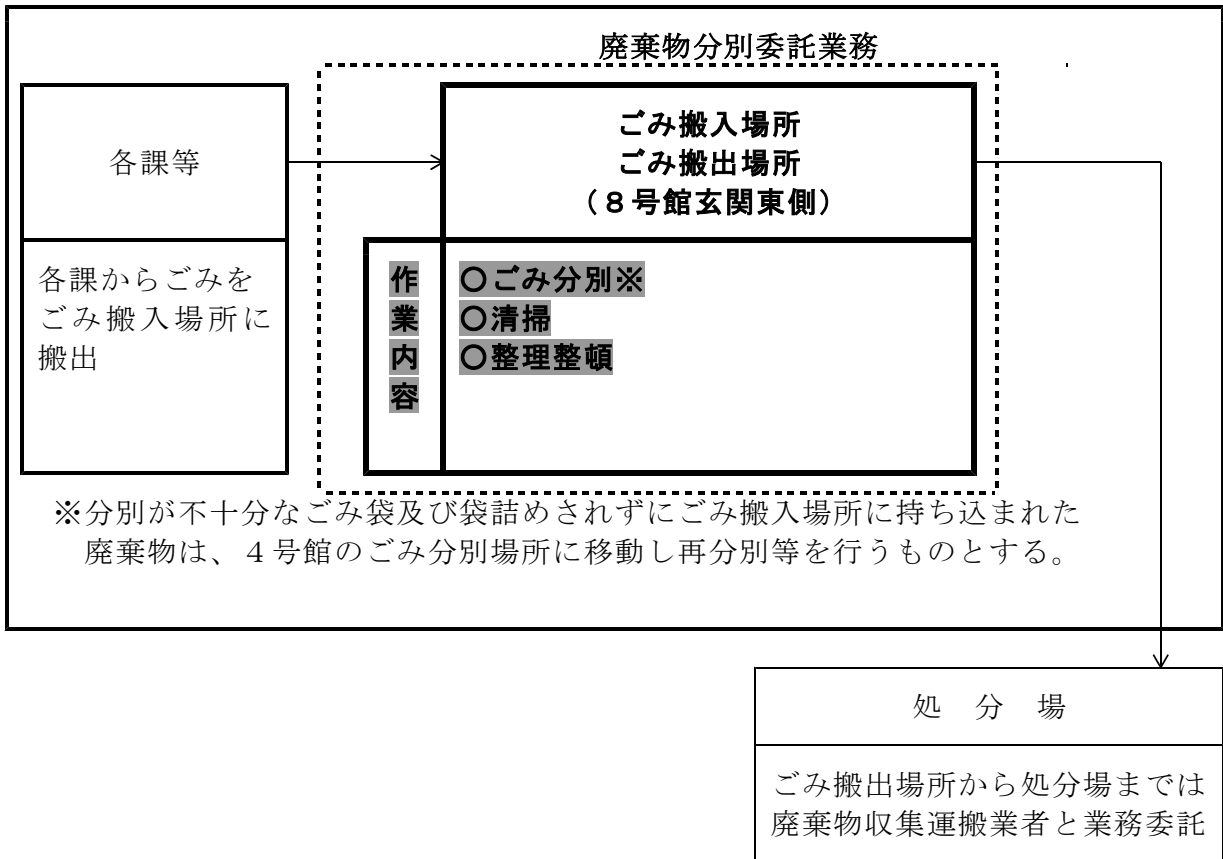 廃棄物分別委託業務
各課等
ごみ搬入場所
ごみ搬出場所
(８号館玄関東側)
各課からごみを
ごみ搬入場所に
搬出
作
業
内
容
〇ごみ分別※
〇清掃
〇整理整頓
※分別が不十分なごみ袋及び袋詰めされずにごみ搬入場所に持ち込まれた
廃棄物は、４号館のごみ分別場所に移動し再分別等を行うものとする。
処　分　場
ごみ搬出場所から処分場までは
廃棄物収集運搬業者と業務委託